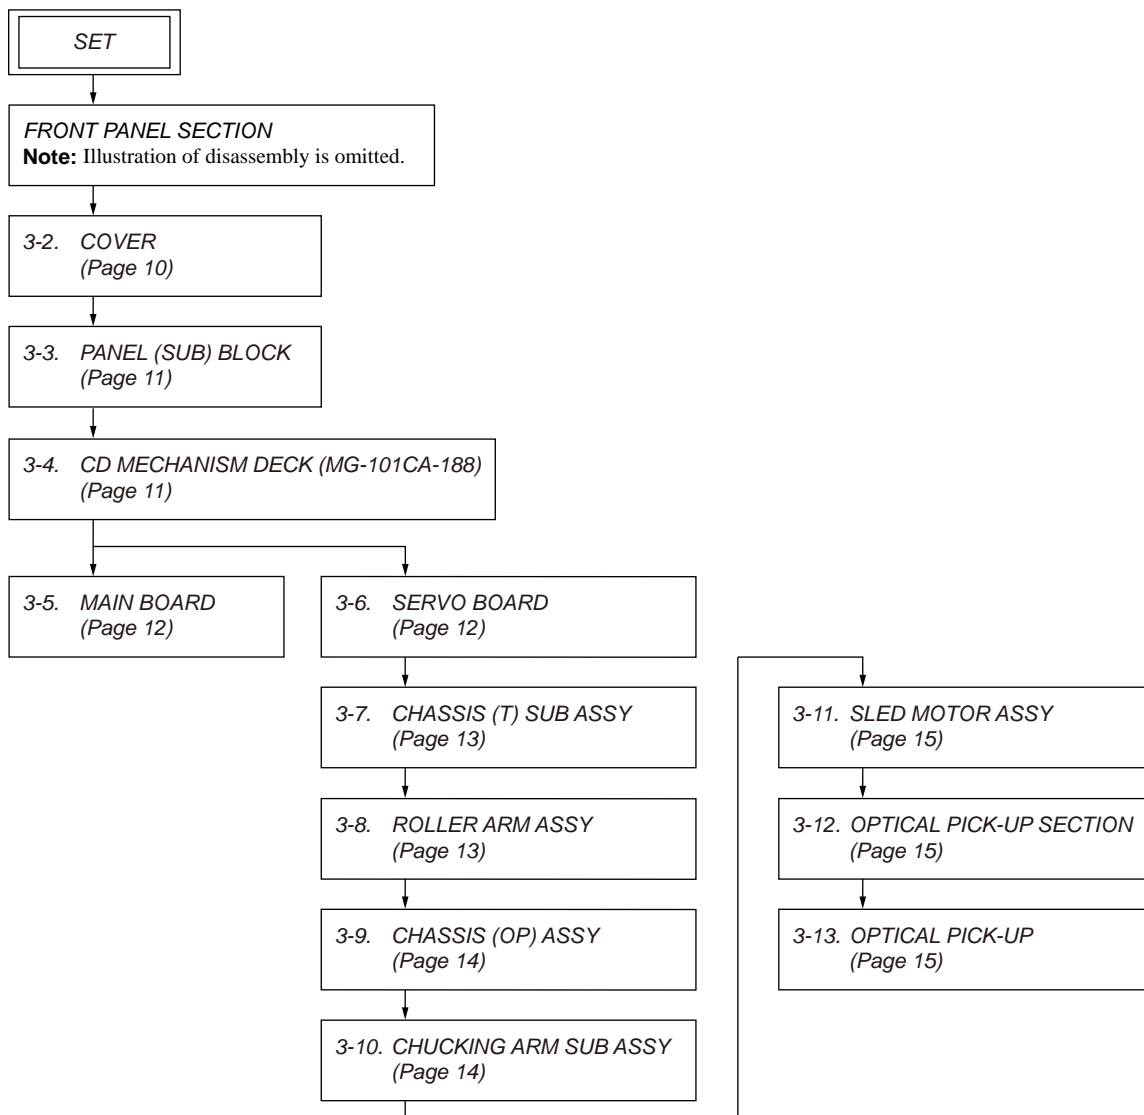 SET
FRONT PANEL SECTION
Note: Illustration of disassembly is omitted.
3-2. COVER
(Page 10)
3-3. PANEL (SUB) BLOCK
(Page 11)
3-4. CD MECHANISM DECK (MG-101CA-188)
(Page 11)
3-5. MAIN BOARD
(Page 12)
3-6. SERVO BOARD
(Page 12)
3-7. CHASSIS (T) SUB ASSY
(Page 13)
3-8. ROLLER ARM ASSY
(Page 13)
3-9. CHASSIS (OP) ASSY
(Page 14)
3-10. CHUCKING ARM SUB ASSY
(Page 14)
3-11. SLED MOTOR ASSY
(Page 15)
3-12. OPTICAL PICK-UP SECTION
(Page 15)
3-13. OPTICAL PICK-UP
(Page 15)